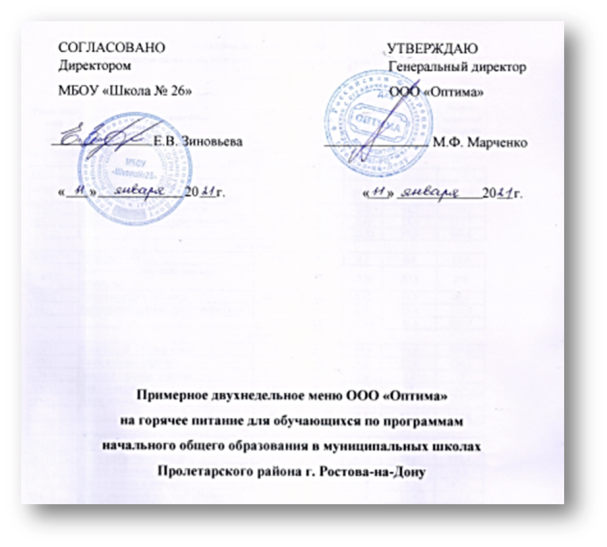 СОГЛАСОВАНО
Директором
МБОУ «Школа № 26»
Е.В. Зиновьева
« 11 » января 2021г.
УТВЕРЖДАЮ
Генеральный директор
ООО «Оптима»
М.Ф. Марченко
« 11 » января 2021г.
ОПТИМА
МБОУ
Примерное двухнедельное меню ООО «Оптима»
на горячее питание для обучающихся по программам
начального общего образования в муниципальных школах
Пролетарского района г. Ростова-на-Дону